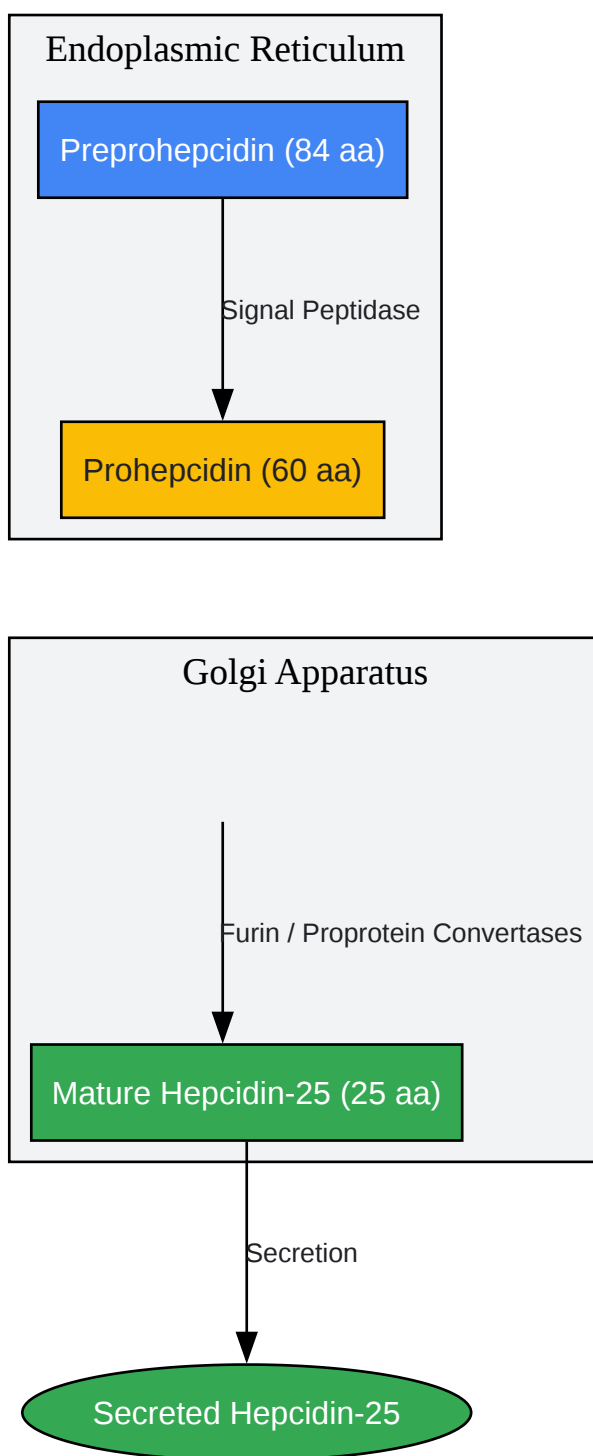 Endoplasmic Reticulum
Preprohepcidin (84 aa)
Signal Peptidase
Prohepcidin (60 aa)
Golgi Apparatus
Furin / Proprotein Convertases
Mature Hepcidin-25 (25 aa)
Secretion
Secreted Hepcidin-25